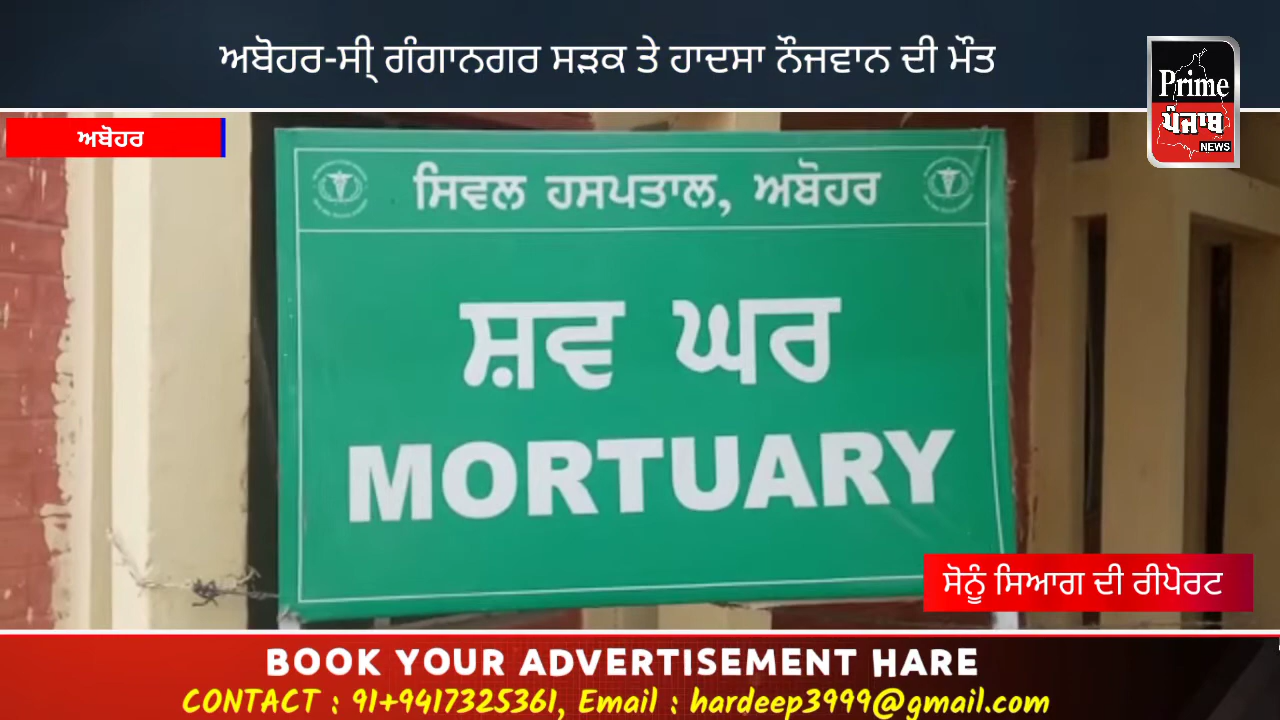 ਅਬੋਹਰ-ਸੀ੍ ਗੰਗਾਨਗਰ ਸੜਕ ਤੇ ਹਾਦਸਾ ਨੌਜਵਾਨ ਦੀ ਮੌਤ
Prime
ਪੰਜਾਬ
NEWS
ਅਬੋਹਰ
ਸਿਵਲ ਹਸਪਤਾਲ, ਅਬੋਹਰ
ਸ਼ਵ ਘਰ
MORTUARY
ਸੋਨੂੰ ਸਿਆਗ ਦੀ ਰੀਪੋਰਟ
BOOK YOUR ADVERTISEMENT HARE
CONTACT : 91+9417325361, Email : hardeep3999@gmail.com